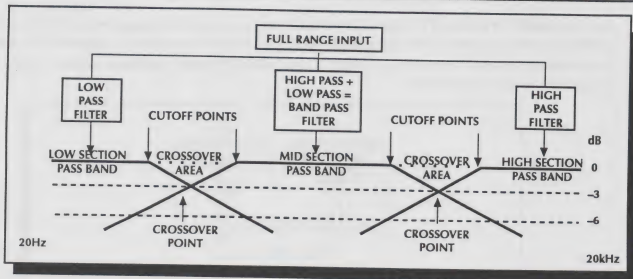 FULL RANGE INPUT
LOW
PASS
FILTER
HIGH PASS +
LOW PASS =
BAND PASS
FILTER
HIGH
PASS
FILTER
CUTOFF POINTS
CUTOFF POINTS
dB
LOW SECTION
PASS BAND
CROSSOVER
AREA
MID SECTION
PASS BAND
CROSSOVER
AREA
HIGH SECTION
PASS BAND
0
−3
−6
CROSSOVER
POINT
CROSSOVER
POINT
20Hz
20kHz